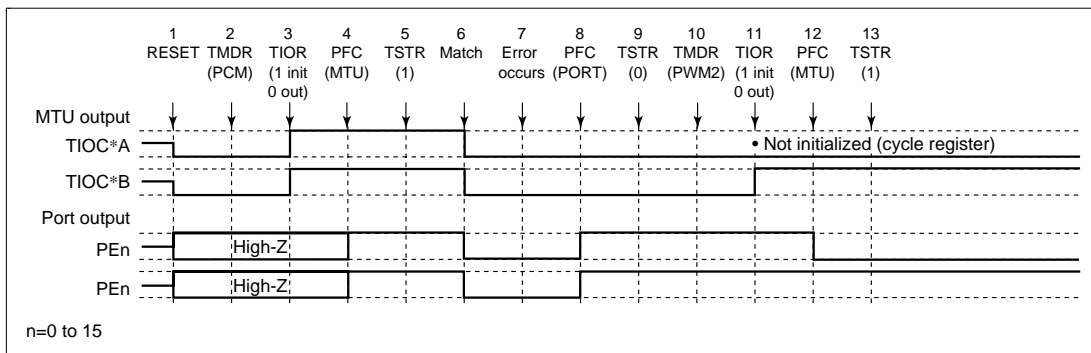 1 2 3 4 5 6 7 8 9 10 11 12 13
RESET TMDR TIOR PFC TSTR Match Error PFC TSTR TMDR TIOR PFC TSTR
(PCM) (1 init (MTU) (1) occurs (PORT) (0) (PWM2) (1 init (MTU) (1)
0 out) 0 out)
MTU output
TIOC*A • Not initialized (cycle register)
TIOC*B
Port output
PEn High-Z
PEn High-Z
n=0 to 15